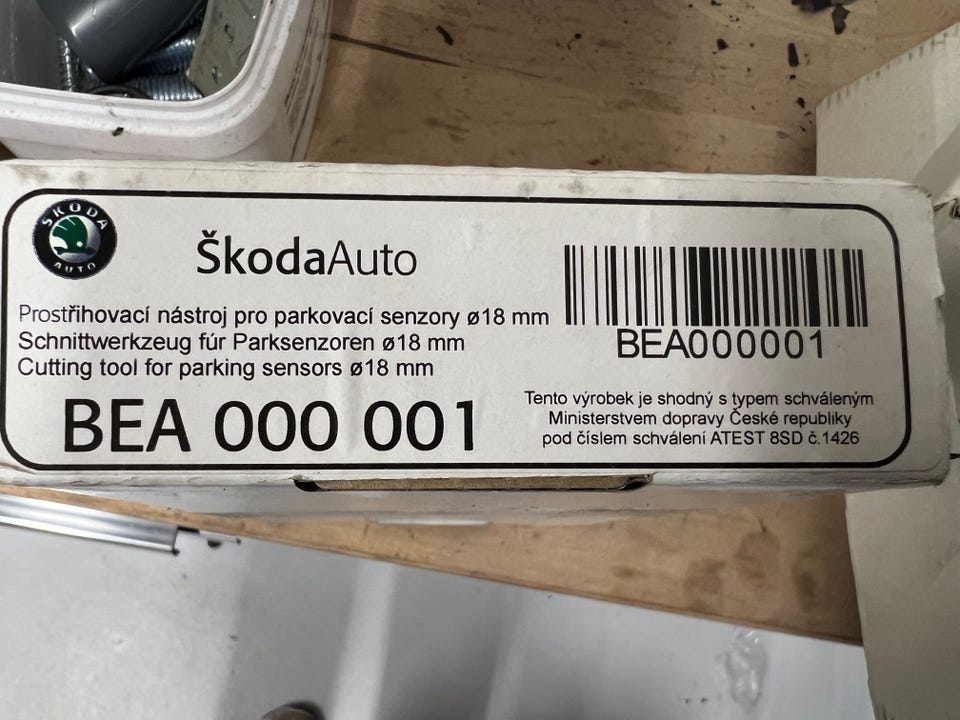 ŠKODA
AUTO
ŠkodaAuto
Prostřihovací nástroj pro parkovací senzory ø18 mm
Schnittwerkzeug fúr Parksenzoren ø18 mm
Cutting tool for parking sensors ø18 mm
BEA 000 001
BEA000001
Tento výrobek je shodný s typem schváleným
Ministerstvem dopravy České republiky
pod číslem schválení ATEST 8SD č.1426